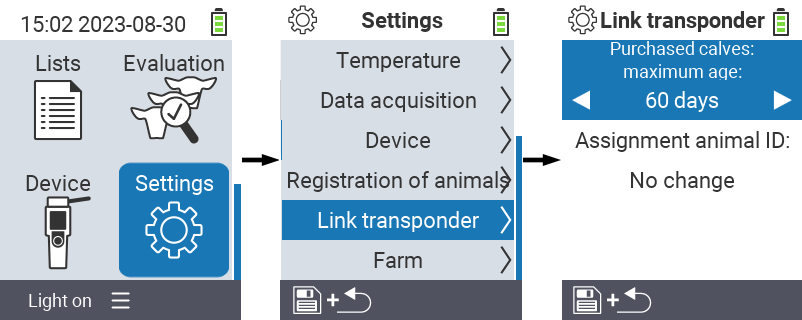 15:02 2023-08-30
Lists
Evaluation
Device
Settings
Light on
Settings
Temperature
Data acquisition
Device
Registration of animals
Link transponder
Farm
+
Link transponder
Purchased calves:
maximum age:
60 days
Assignment animal ID:
No change
+